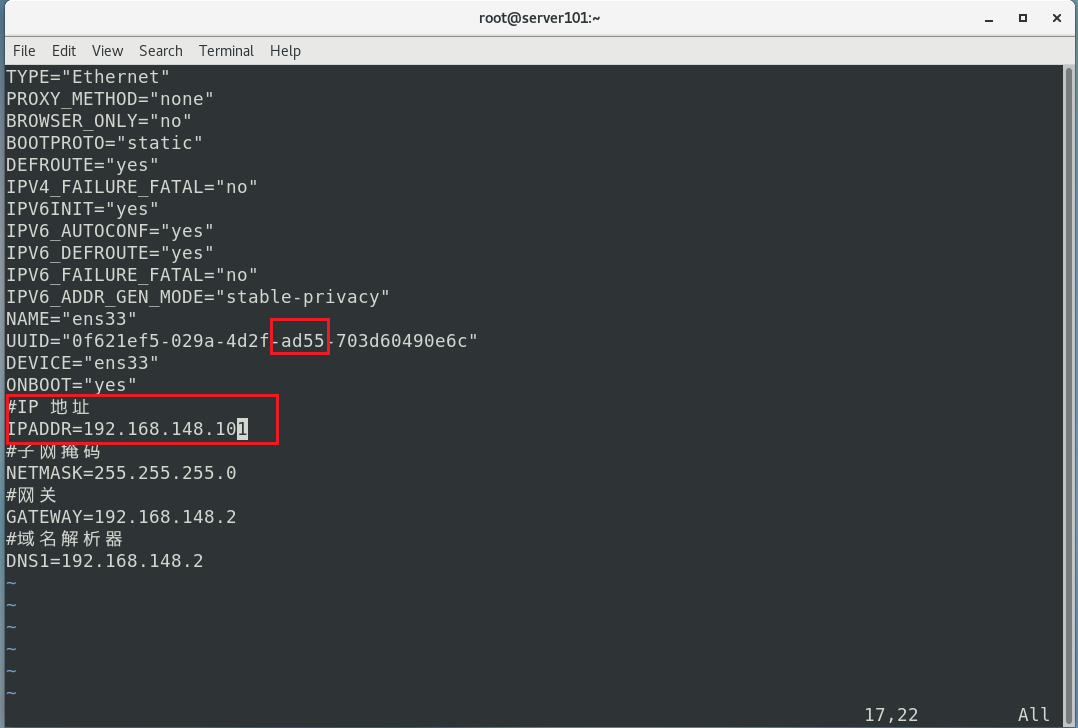 root@server101:~
File Edit View Search Terminal Help
TYPE="Ethernet"
PROXY_METHOD="none"
BROWSER_ONLY="no"
BOOTPROTO="static"
DEFROUTE="yes"
IPV4_FAILURE_FATAL="no"
IPV6INIT="yes"
IPV6_AUTOCONF="yes"
IPV6_DEFROUTE="yes"
IPV6_FAILURE_FATAL="no"
IPV6_ADDR_GEN_MODE="stable-privacy"
NAME="ens33"
UUID="0f621ef5-029a-4d2f-ad55-703d60490e6c"
DEVICE="ens33"
ONBOOT="yes"
#IP 地址
IPADDR=192.168.148.101
#子网掩码
NETMASK=255.255.255.0
#网关
GATEWAY=192.168.148.2
#域名解析器
DNS1=192.168.148.2
~
~
~
~
~
~
17,22 All